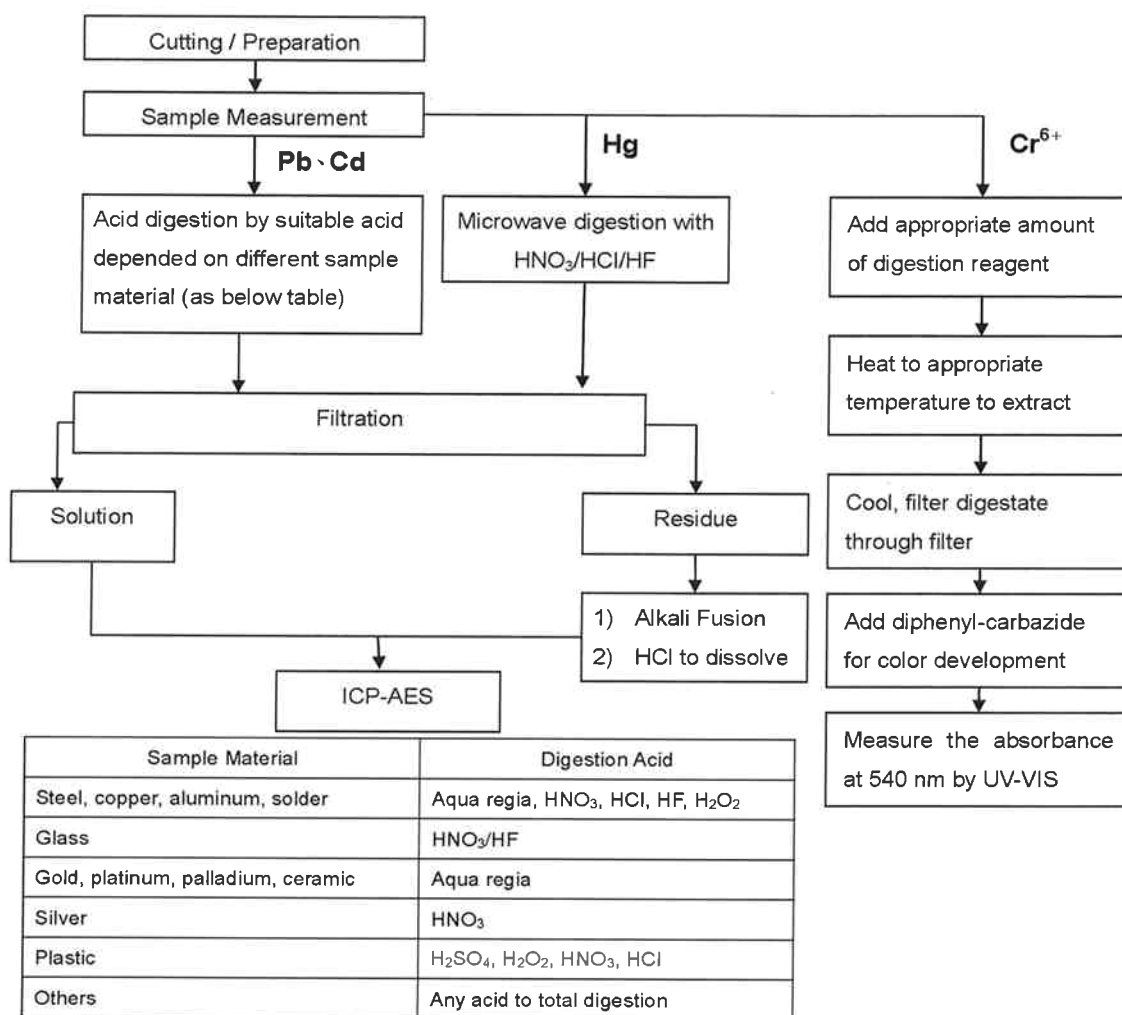 Cutting / Preparation
Sample Measurement
Pb、Cd
Hg
Cr⁶⁺
Acid digestion by suitable acid
depended on different sample
material (as below table)
Microwave digestion with
HNO₃/HCl/HF
Add appropriate amount
of digestion reagent
Heat to appropriate
temperature to extract
Filtration
Solution
Residue
Cool, filter digestate
through filter
1) Alkali Fusion
2) HCl to dissolve
Add diphenyl-carbazide
for color development
ICP-AES
Measure the absorbance
at 540 nm by UV-VIS
Sample Material Digestion Acid
Steel, copper, aluminum, solder Aqua regia, HNO₃, HCl, HF, H₂O₂
Glass HNO₃/HF
Gold, platinum, palladium, ceramic Aqua regia
Silver HNO₃
Plastic H₂SO₄, H₂O₂, HNO₃, HCl
Others Any acid to total digestion